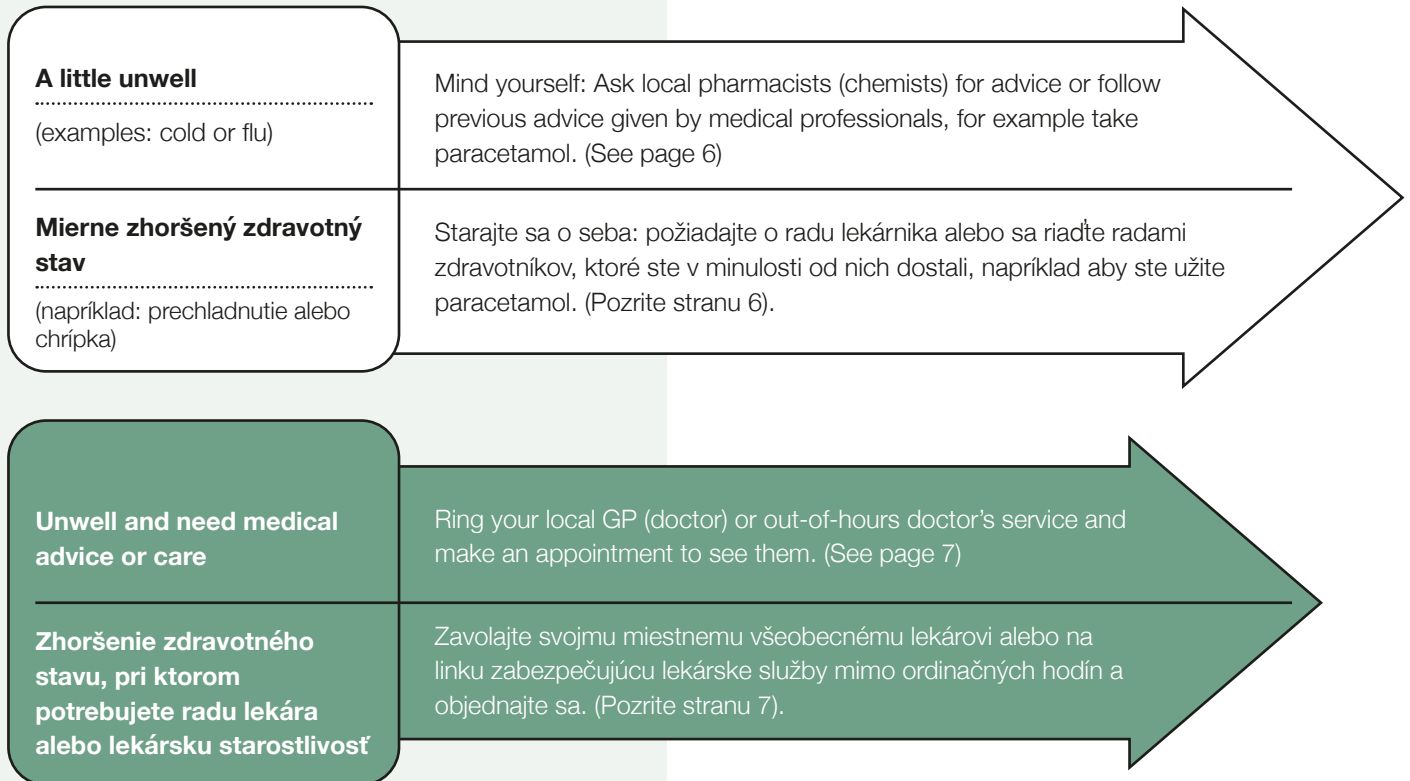 A little unwell
(examples: cold or flu)
Mind yourself: Ask local pharmacists (chemists) for advice or follow
previous advice given by medical professionals, for example take
paracetamol. (See page 6)
Mierne zhoršený zdravotný
stav
(napríklad: prechladnutie alebo
chrípka)
Starajte sa o seba: požiadajte o radu lekárnika alebo sa riaďte radami
zdravotníkov, ktoré ste v minulosti od nich dostali, napríklad aby ste užite
paracetamol. (Pozrite stranu 6).
Unwell and need medical
advice or care
Ring your local GP (doctor) or out-of-hours doctor’s service and
make an appointment to see them. (See page 7)
Zhoršenie zdravotného
stavu, pri ktorom
potrebujete radu lekára
alebo lekársku starostlivosť
Zavolajte svojmu miestnemu všeobecnému lekárovi alebo na
linku zabezpečujúcu lekárske služby mimo ordinačných hodín a
objednajte sa. (Pozrite stranu 7).